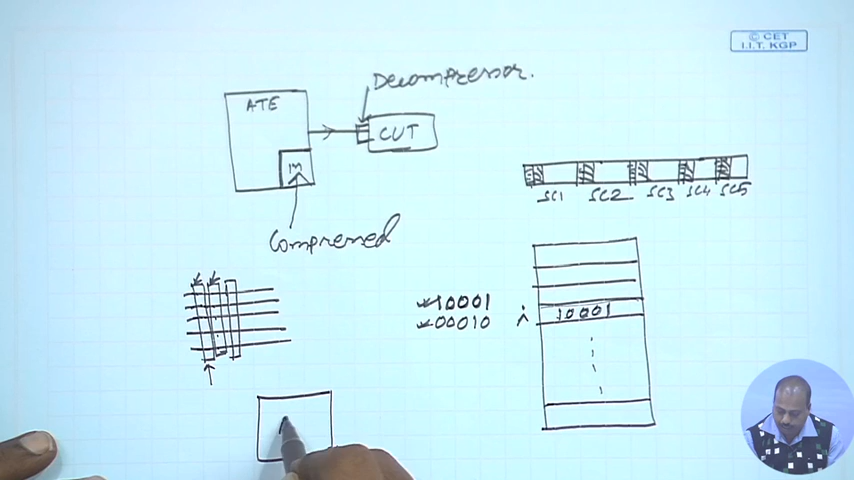 © CET
I.I.T. KGP
Decompressor.
ATE
CUT
M
Compressed
SC1 SC2 SC3 SC4 SC5
10001
00010
i
10001